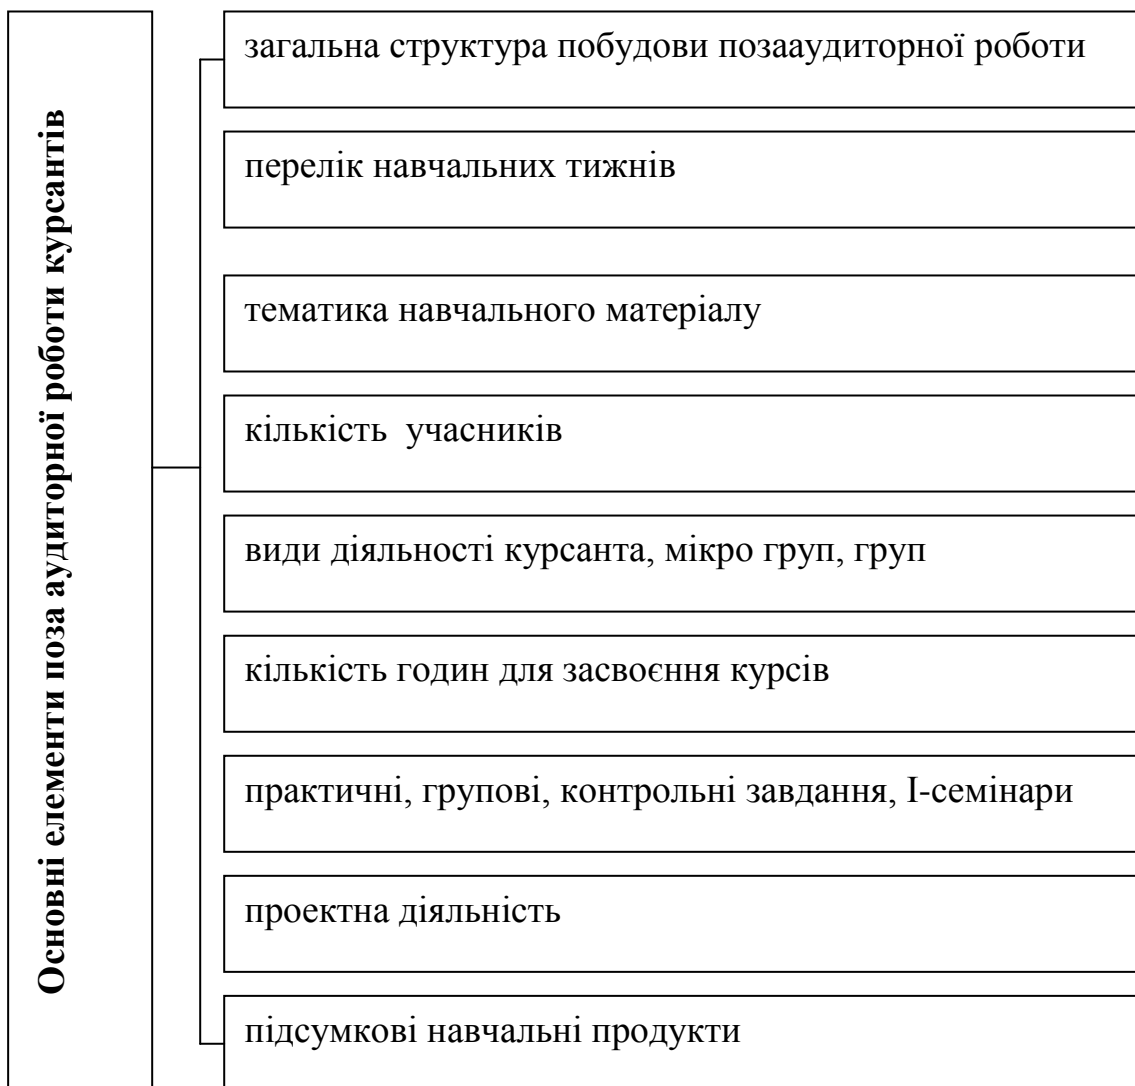 Основні елементи поза аудиторної роботи курсантів
загальна структура побудови позааудиторної роботи
перелік навчальних тижнів
тематика навчального матеріалу
кількість учасників
види діяльності курсанта, мікро груп, груп
кількість годин для засвоєння курсів
практичні, групові, контрольні завдання, І-семінари
проектна діяльність
підсумкові навчальні продукти